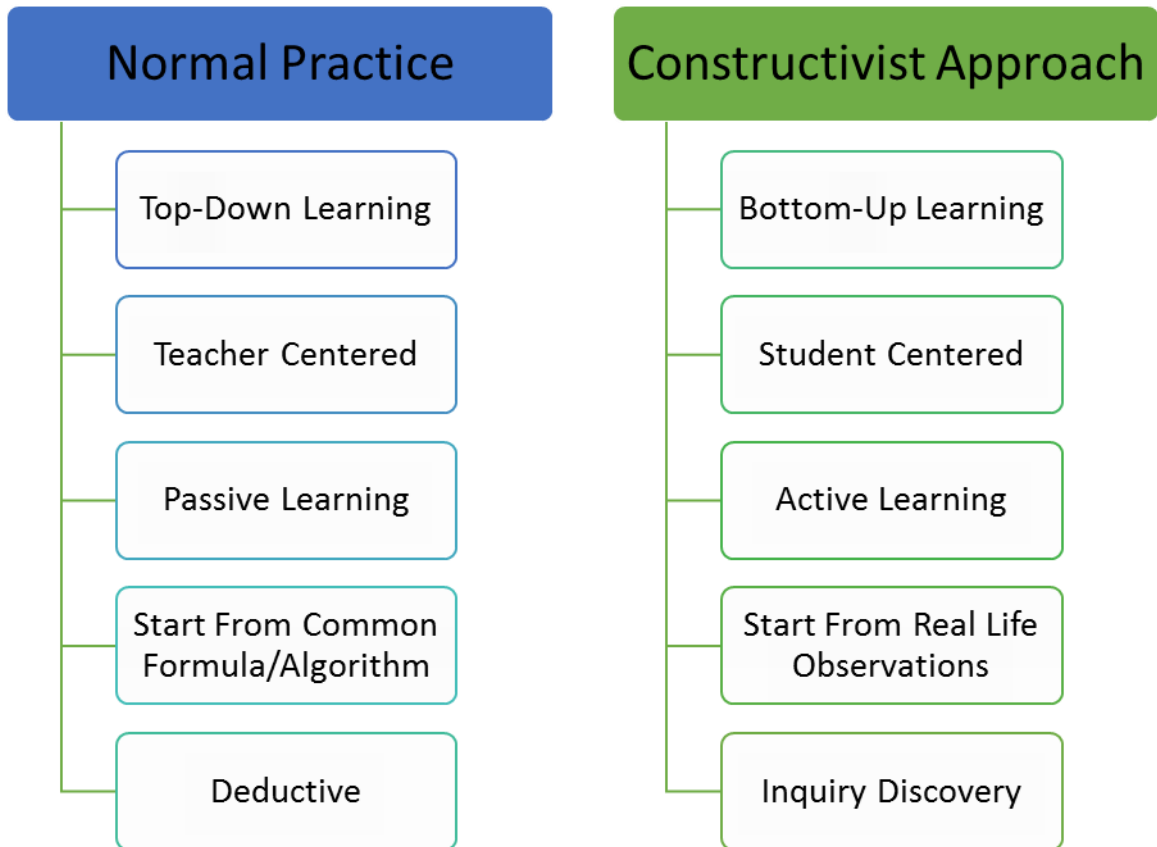 Normal Practice
Top-Down Learning
Teacher Centered
Passive Learning
Start From Common
Formula/Algorithm
Deductive
Constructivist Approach
Bottom-Up Learning
Student Centered
Active Learning
Start From Real Life
Observations
Inquiry Discovery